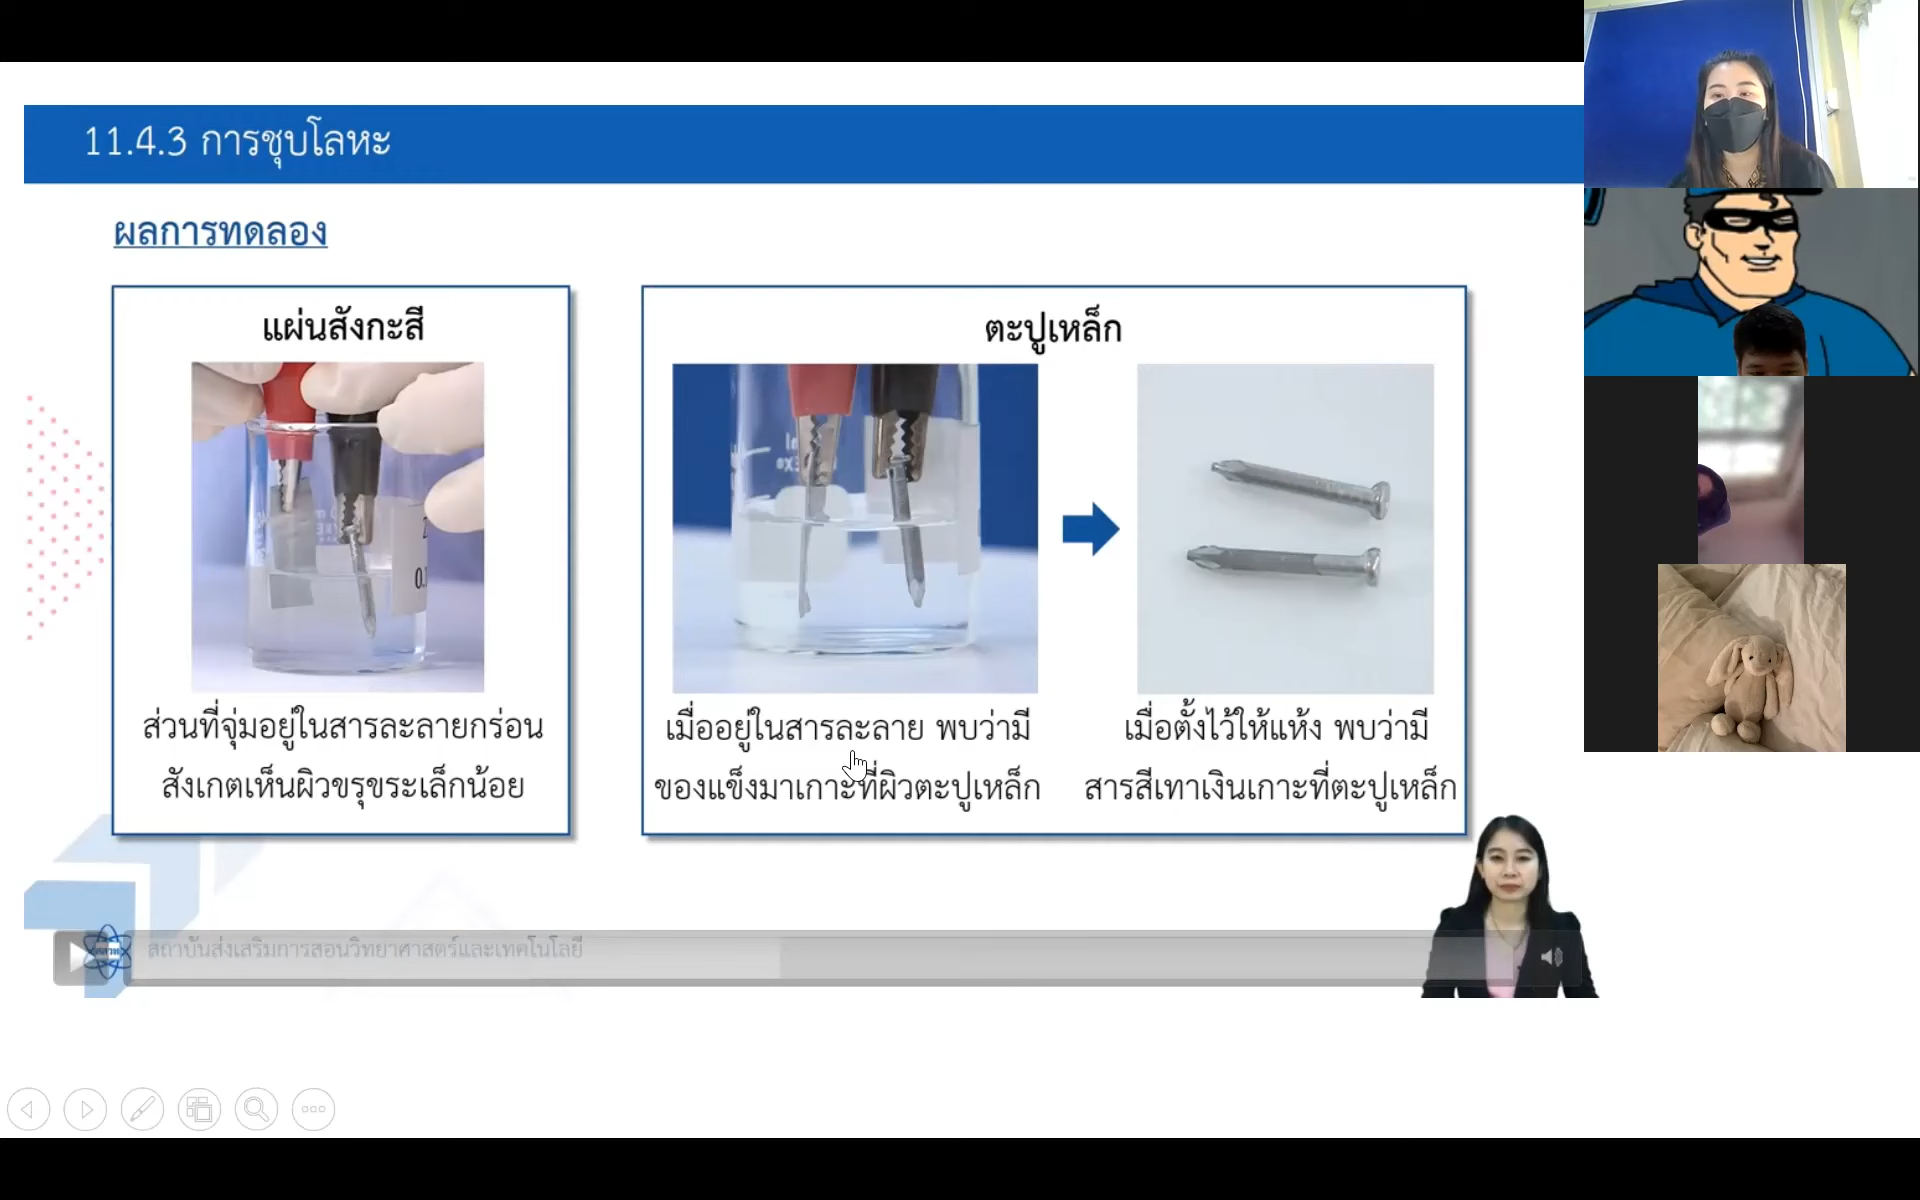 11.4.3 การชุบโลหะ
ผลการทดลอง
แผ่นสังกะสี
ส่วนที่จุ่มอยู่ในสารละลายกร่อน
สังเกตเห็นผิวขรุขระเล็กน้อย
ตะปูเหล็ก
เมื่ออยู่ในสารละลาย พบว่ามี
ของแข็งมาเกาะที่ผิวตะปูเหล็ก
เมื่อตั้งไว้ให้แห้ง พบว่ามี
สารสีเทาเงินเกาะที่ตะปูเหล็ก
สถาบันส่งเสริมการสอนวิทยาศาสตร์และเทคโนโลยี